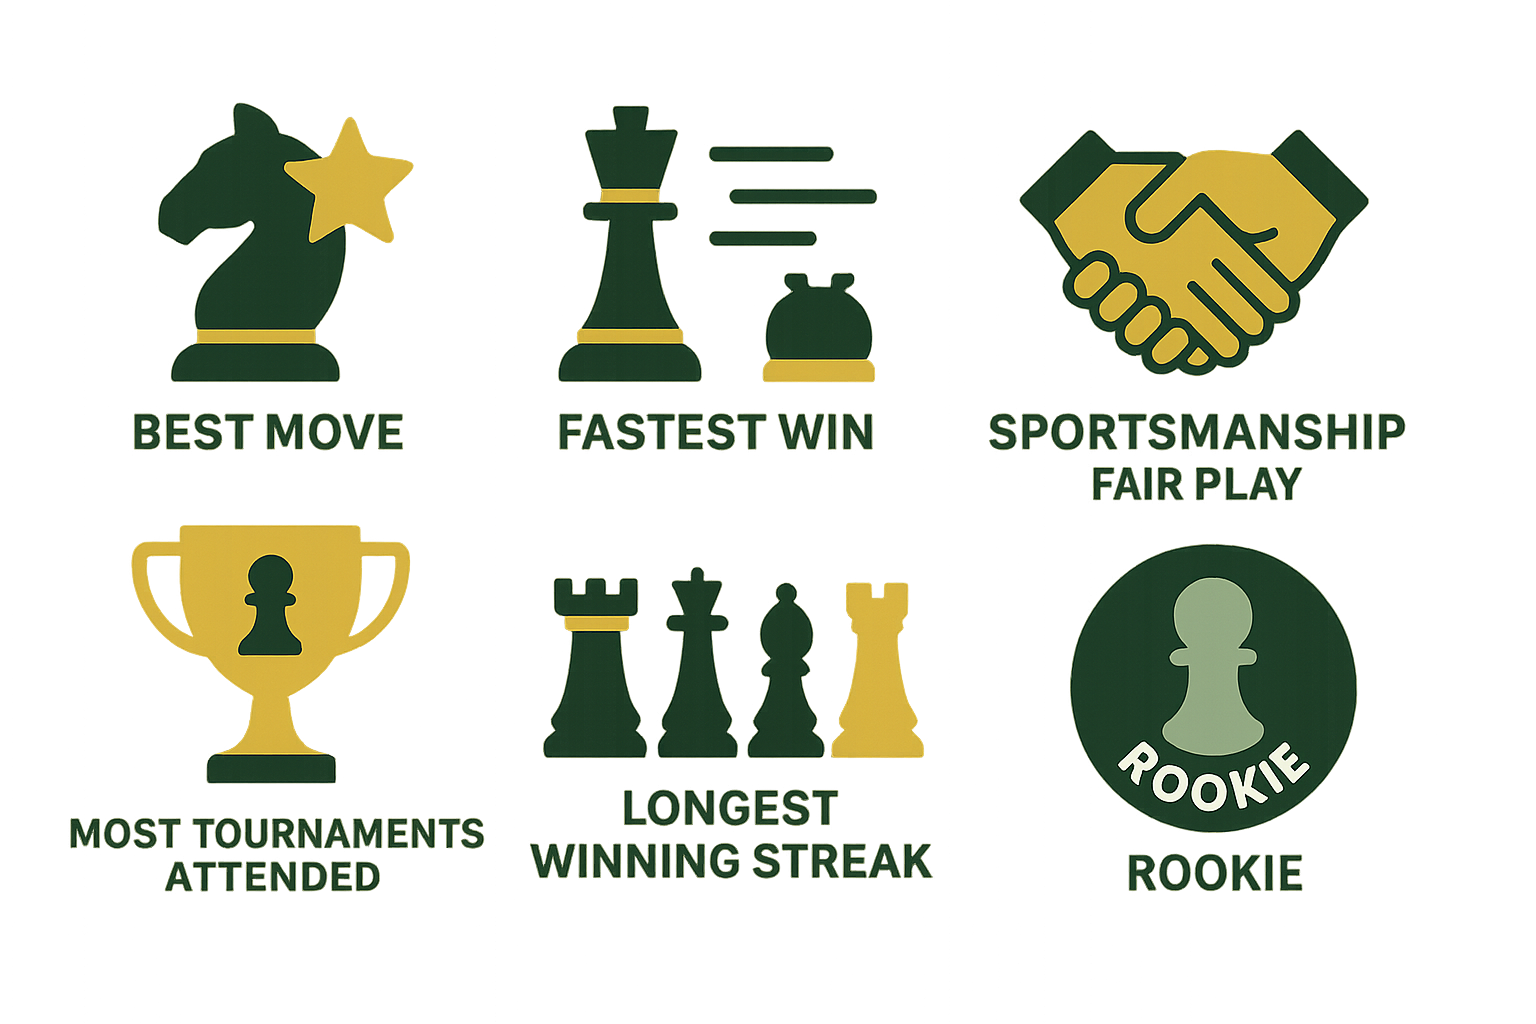 BEST MOVE
FASTEST WIN
SPORTSMANSHIP
FAIR PLAY
MOST TOURNAMENTS
ATTENDED
LONGEST
WINNING STREAK
ROOKIE
ROOKIE